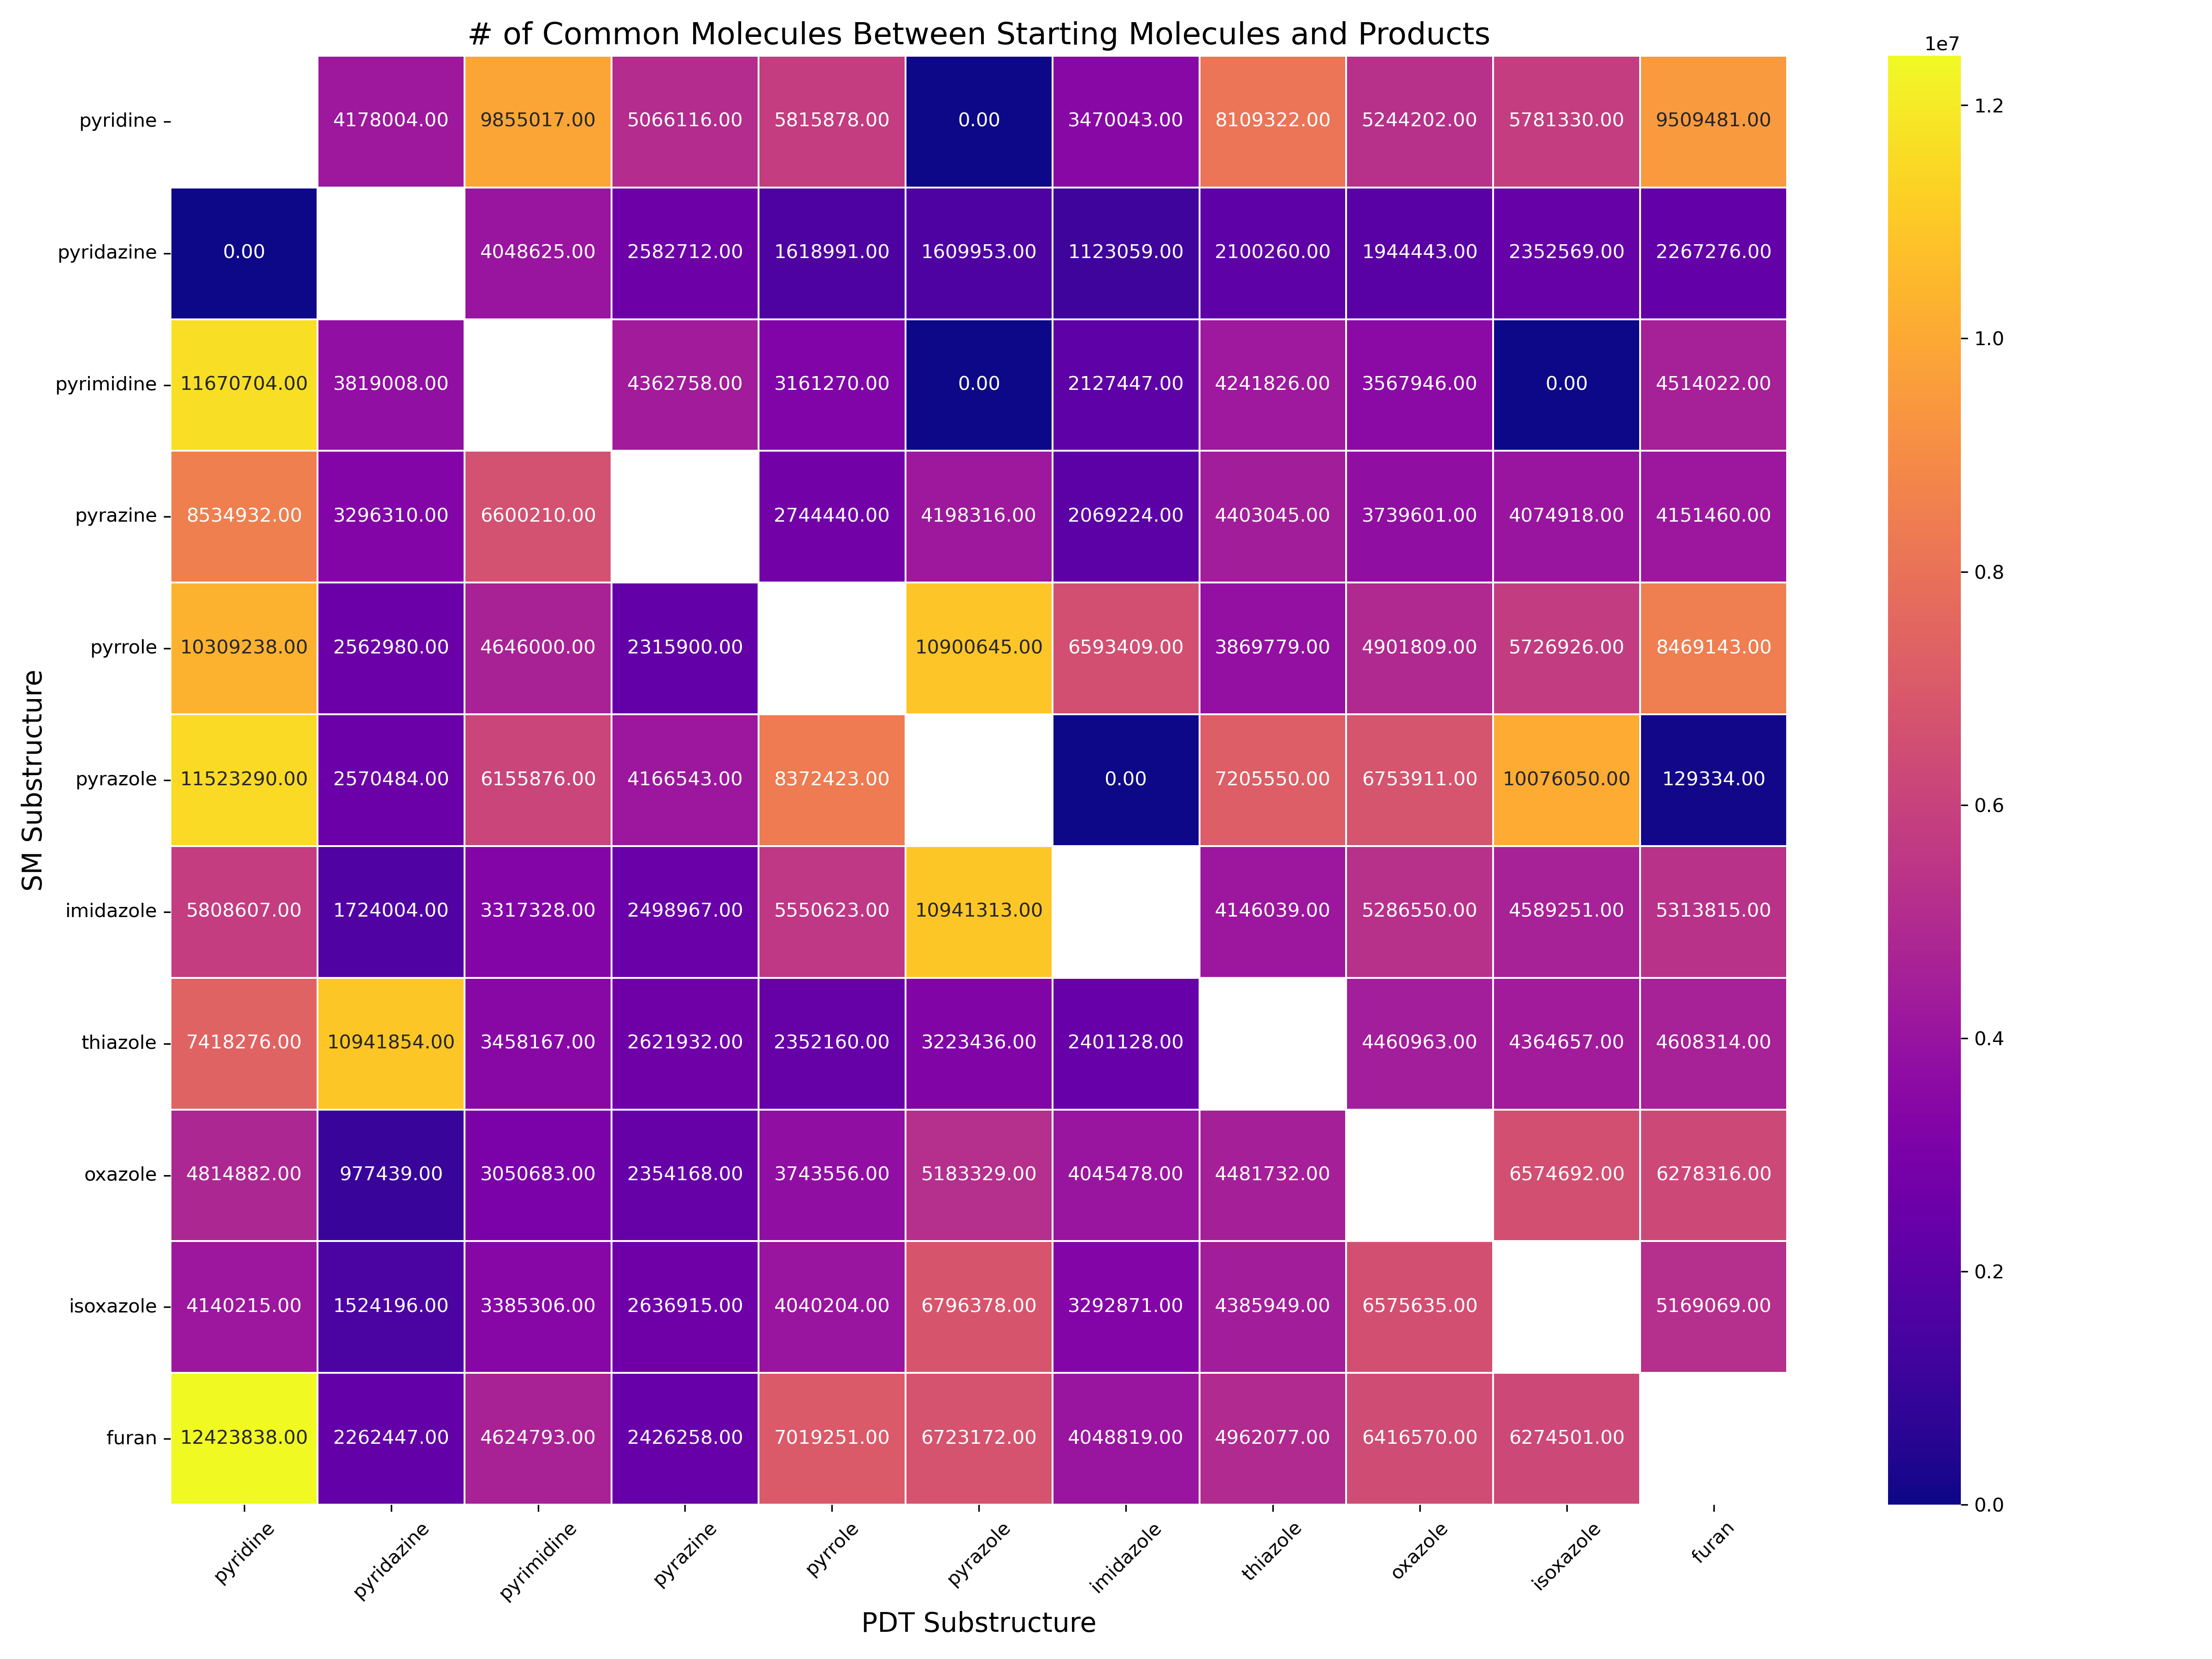 # of Common Molecules Between Starting Molecules and Products
1e7
pyridine 4178004.00 9855017.00 5066116.00 5815878.00 0.00 3470043.00 8109322.00 5244202.00 5781330.00 9509481.00
1.2
pyridazine 0.00 4048625.00 2582712.00 1618991.00 1609953.00 1123059.00 2100260.00 1944443.00 2352569.00 2267276.00
1.0
pyrimidine 11670704.00 3819008.00 4362758.00 3161270.00 0.00 2127447.00 4241826.00 3567946.00 0.00 4514022.00
pyrazine 8534932.00 3296310.00 6600210.00 2744440.00 4198316.00 2069224.00 4403045.00 3739601.00 4074918.00 4151460.00
0.8
pyrrole 10309238.00 2562980.00 4646000.00 2315900.00 10900645.00 6593409.00 3869779.00 4901809.00 5726926.00 8469143.00
SM Substructure
pyrazole 11523290.00 2570484.00 6155876.00 4166543.00 8372423.00 0.00 7205550.00 6753911.00 10076050.00 129334.00
0.6
imidazole 5808607.00 1724004.00 3317328.00 2498967.00 5550623.00 10941313.00 4146039.00 5286550.00 4589251.00 5313815.00
thiazole 7418276.00 10941854.00 3458167.00 2621932.00 2352160.00 3223436.00 2401128.00 4460963.00 4364657.00 4608314.00
0.4
oxazole 4814882.00 977439.00 3050683.00 2354168.00 3743556.00 5183329.00 4045478.00 4481732.00 6574692.00 6278316.00
0.2
isoxazole 4140215.00 1524196.00 3385306.00 2636915.00 4040204.00 6796378.00 3292871.00 4385949.00 6575635.00 5169069.00
furan 12423838.00 2262447.00 4624793.00 2426258.00 7019251.00 6723172.00 4048819.00 4962077.00 6416570.00 6274501.00
0.0
pyridine pyridazine pyrimidine pyrazine pyrrole pyrazole imidazole thiazole oxazole isoxazole furan
PDT Substructure